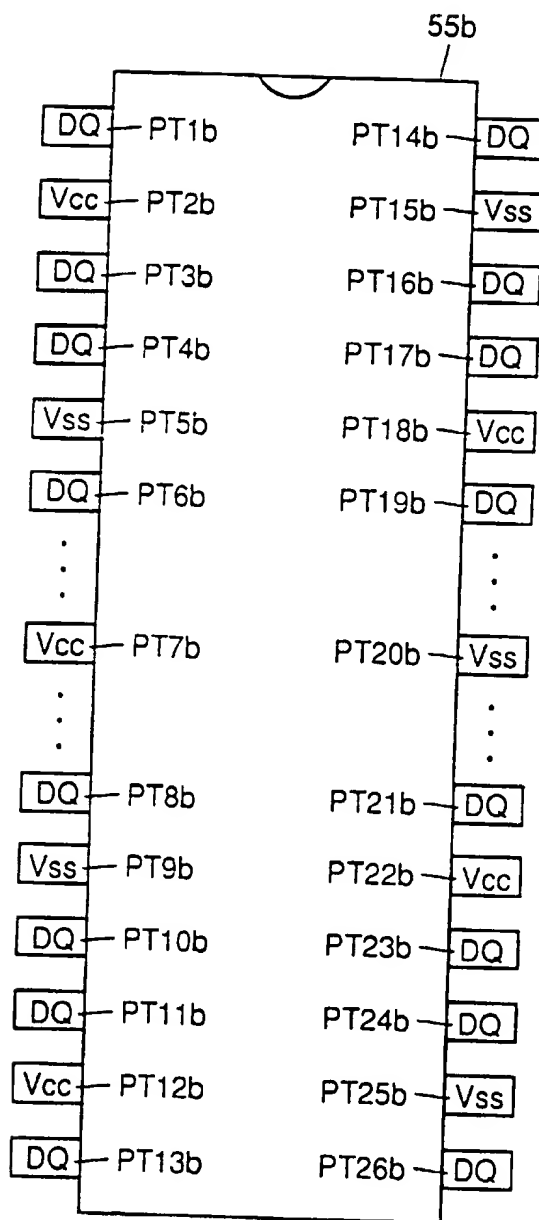 55b
DQ PT1b PT14b DQ
Vcc PT2b PT15b Vss
DQ PT3b PT16b DQ
DQ PT4b PT17b DQ
Vss PT5b PT18b Vcc
DQ PT6b PT19b DQ
Vcc PT7b PT20b Vss
DQ PT8b PT21b DQ
Vss PT9b PT22b Vcc
DQ PT10b PT23b DQ
DQ PT11b PT24b DQ
Vcc PT12b PT25b Vss
DQ PT13b PT26b DQ